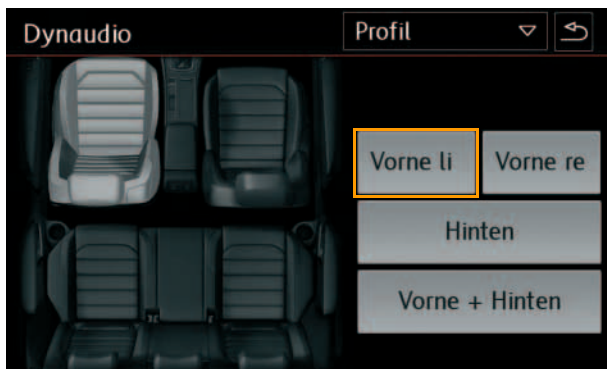 Dynaudio
Profil
Vorne li
Vorne re
Hinten
Vorne + Hinten